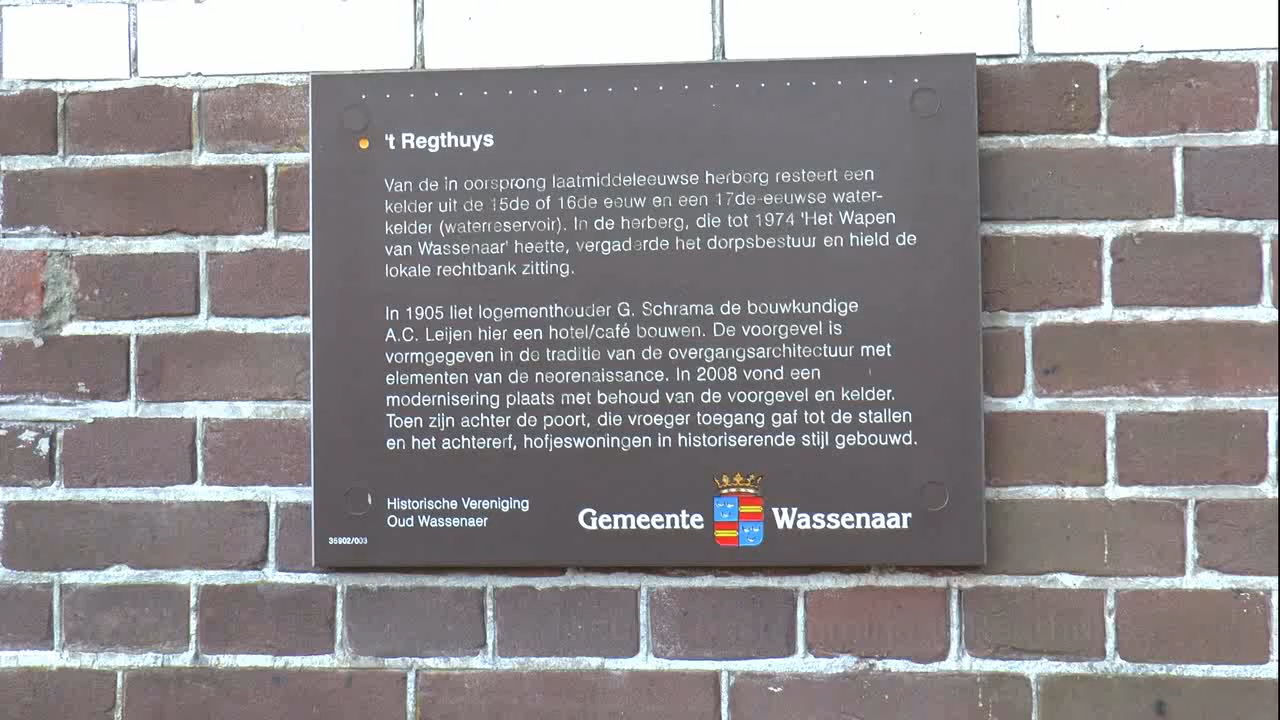 't Regthuys
Van de in oorsprong laatmiddeleeuwse herberg resteert een
kelder uit de 15de of 16de eeuw en een 17de-eeuwse water-
kelder (waterreservoir). In de herberg, die tot 1974 'Het Wapen
van Wassenaar' heette, vergaderde het dorpsbestuur en hield de
lokale rechtbank zitting.
In 1905 liet logementhouder G. Schrama de bouwkundige
A.C. Leijen hier een hotel/café bouwen. De voorgevel is
vormgegeven in de traditie van de overgangsarchitectuur met
elementen van de neorenaissance. In 2008 vond een
modernisering plaats met behoud van de voorgevel en kelder.
Toen zijn achter de poort, die vroeger toegang gaf tot de stallen
en het achtererf, hofjeswoningen in historiserende stijl gebouwd.
Historische Vereniging
Oud Wassenaer
Gemeente Wassenaar
35902/003